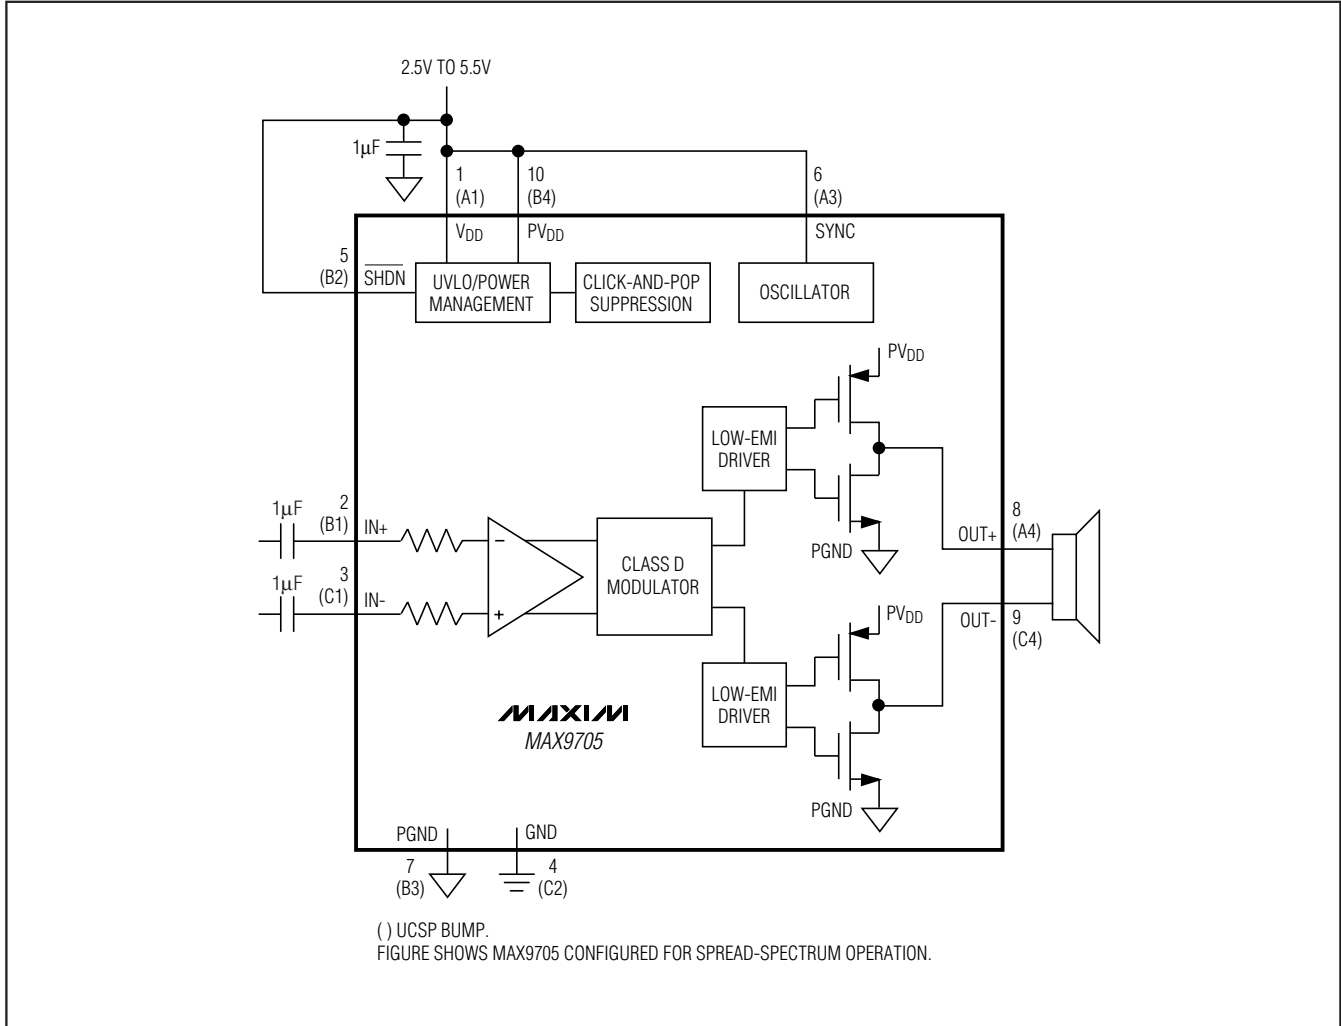 2.5V TO 5.5V
1µF
1
(A1)
10
(B4)
6
(A3)
VDD
PVDD
SYNC
5
(B2)
SHDN
UVLO/POWER
MANAGEMENT
CLICK-AND-POP
SUPPRESSION
OSCILLATOR
PVDD
LOW-EMI
DRIVER
1µF
2
(B1)
IN+
−
PGND
OUT+
8
(A4)
CLASS D
MODULATOR
1µF
3
(C1)
IN-
+
PVDD
OUT-
9
(C4)
LOW-EMI
DRIVER
MAXIM
MAX9705
PGND
PGND
GND
7
(B3)
4
(C2)
( ) UCSP BUMP.
FIGURE SHOWS MAX9705 CONFIGURED FOR SPREAD-SPECTRUM OPERATION.